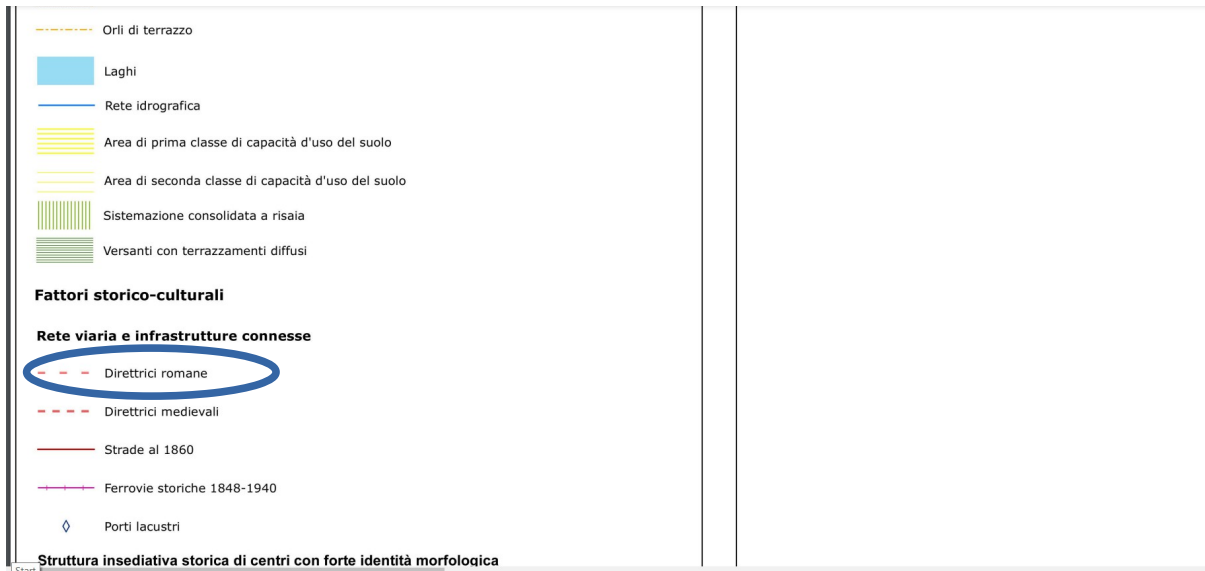 Orli di terrazzo
Laghi
Rete idrografica
Area di prima classe di capacità d'uso del suolo
Area di seconda classe di capacità d'uso del suolo
Sistemazione consolidata a risaia
Versanti con terrazzamenti diffusi
Fattori storico-culturali
Rete viaria e infrastrutture connesse
Direttrici romane
Direttrici medievali
Strade al 1860
Ferrovie storiche 1848-1940
Porti lacustri
Struttura insediativa storica di centri con forte identità morfologica
Start